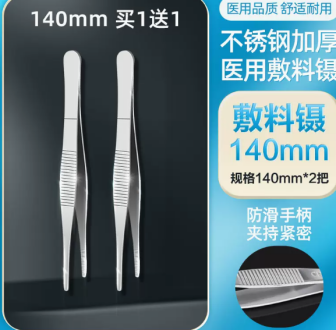 140mm 买1送1
医用品质 舒适耐用
不锈钢加厚
医用敷料镊
敷料镊
140mm
规格140mm*2把
防滑手柄
夹持紧密